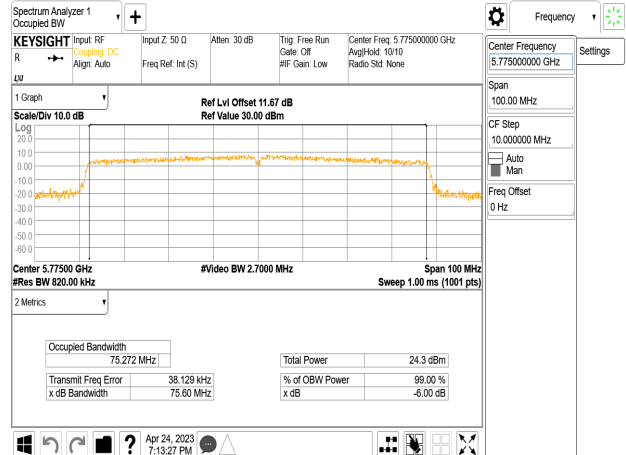 Spectrum Analyzer 1
Occupied BW
Frequency
KEYSIGHT Input: RF
Coupling: DC
Align: Auto
R
LXI
Input Z: 50 Ω
Freq Ref: Int (S)
Atten: 30 dB
Trig: Free Run
Gate: Off
#IF Gain: Low
Center Freq: 5.775000000 GHz
Avg|Hold: 10/10
Radio Std: None
Center Frequency
5.775000000 GHz
Settings
Span
100.00 MHz
CF Step
10.000000 MHz
Auto
Man
Freq Offset
0 Hz
1 Graph
Scale/Div 10.0 dB
Ref Lvl Offset 11.67 dB
Ref Value 30.00 dBm
Log
20.0
10.0
0.00
-10.0
-20.0
-30.0
-40.0
-50.0
-60.0
Center 5.77500 GHz
#Video BW 2.7000 MHz
Span 100 MHz
#Res BW 820.00 kHz
Sweep 1.00 ms (1001 pts)
2 Metrics
Occupied Bandwidth
75.272 MHz
Total Power 24.3 dBm
Transmit Freq Error 38.129 kHz
% of OBW Power 99.00 %
x dB Bandwidth 75.60 MHz
x dB -6.00 dB
?
Apr 24, 2023
7:13:27 PM